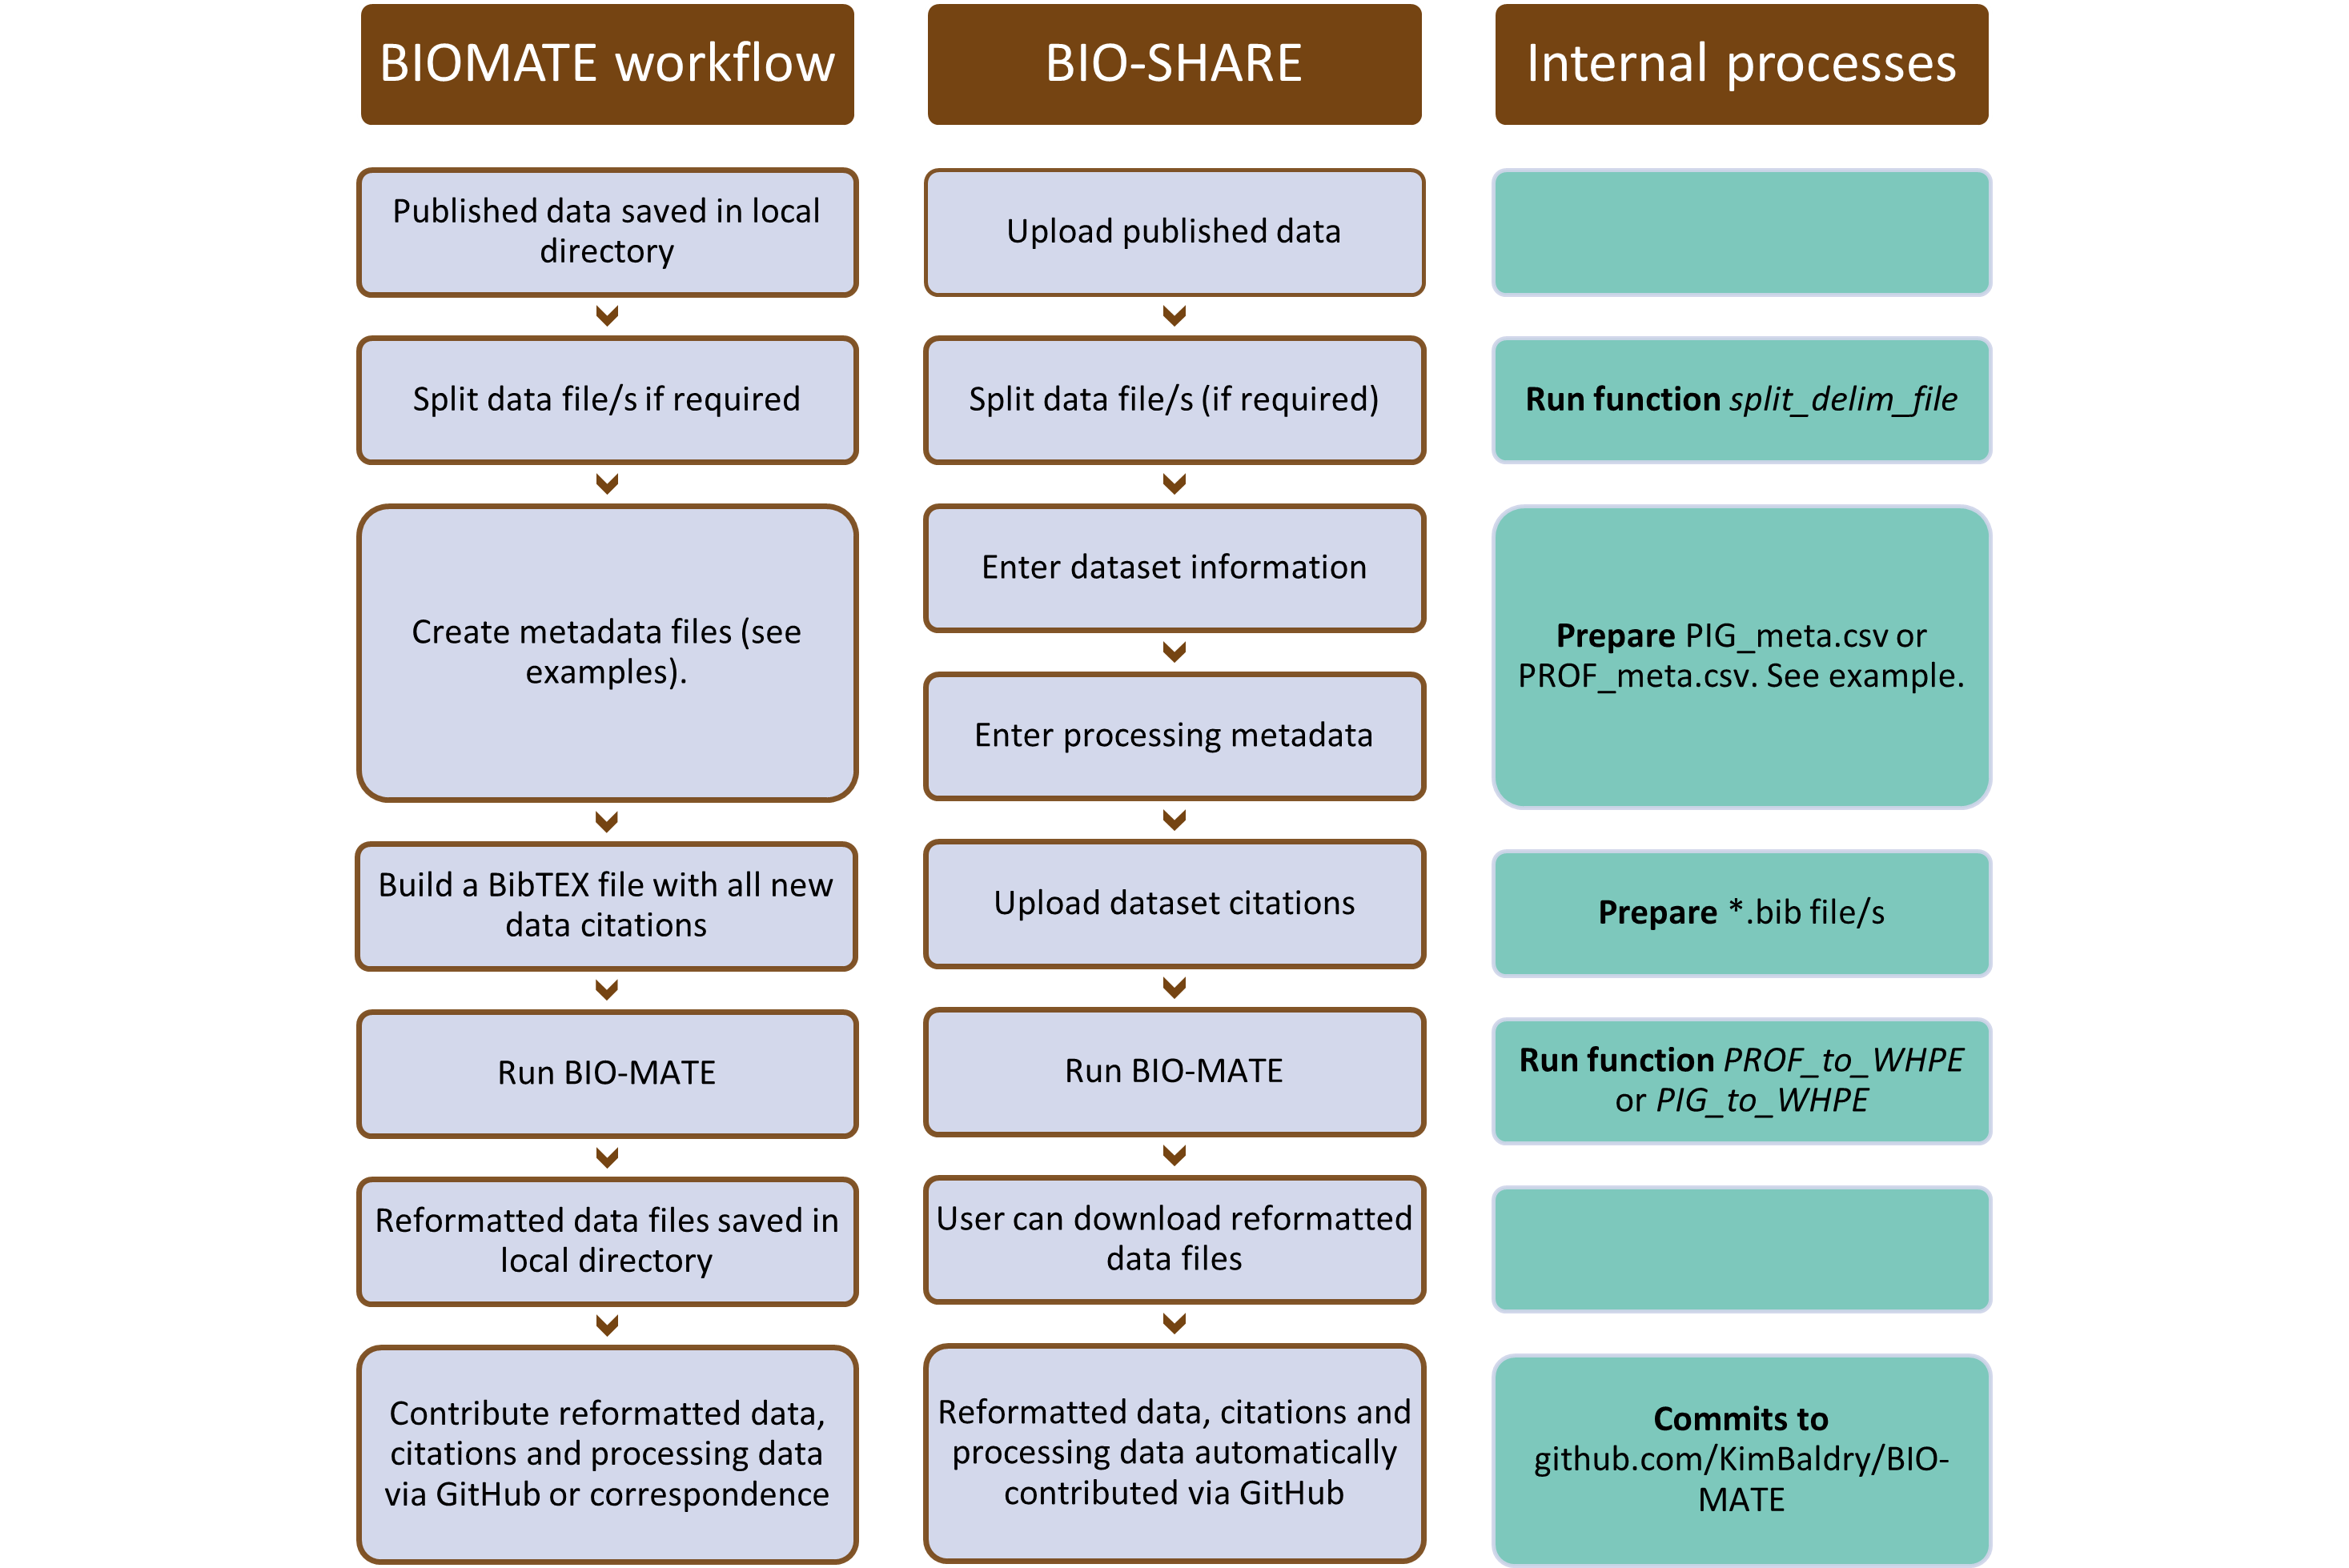 BIOMATE workflow
Published data saved in local
directory
Split data file/s if required
Create metadata files (see
examples).
Build a BibTEX file with all new
data citations
Run BIO-MATE
Reformatted data files saved in
local directory
Contribute reformatted data,
citations and processing data
via GitHub or correspondence
BIO-SHARE
Upload published data
Split data file/s (if required)
Enter dataset information
Enter processing metadata
Upload dataset citations
Run BIO-MATE
User can download reformatted
data files
Reformatted data, citations and
processing data automatically
contributed via GitHub
Internal processes
Run function split_delim_file
Prepare PIG_meta.csv or
PROF_meta.csv. See example.
Prepare *.bib file/s
Run function PROF_to_WHPE
or PIG_to_WHPE
Commits to
github.com/KimBaldry/BIO-
MATE